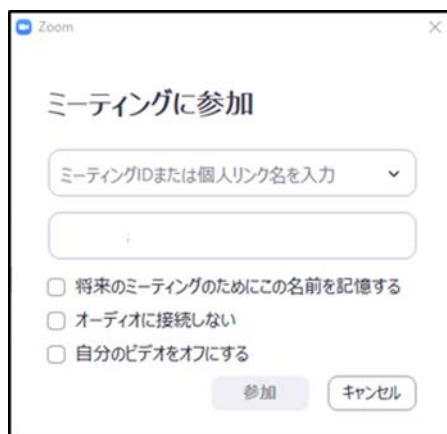 Zoom
ミーティングに参加
ミーティングIDまたは個人リンク名を入力
将来のミーティングのためにこの名前を記憶する
オーディオに接続しない
自分のビデオをオフにする
参加 キャンセル